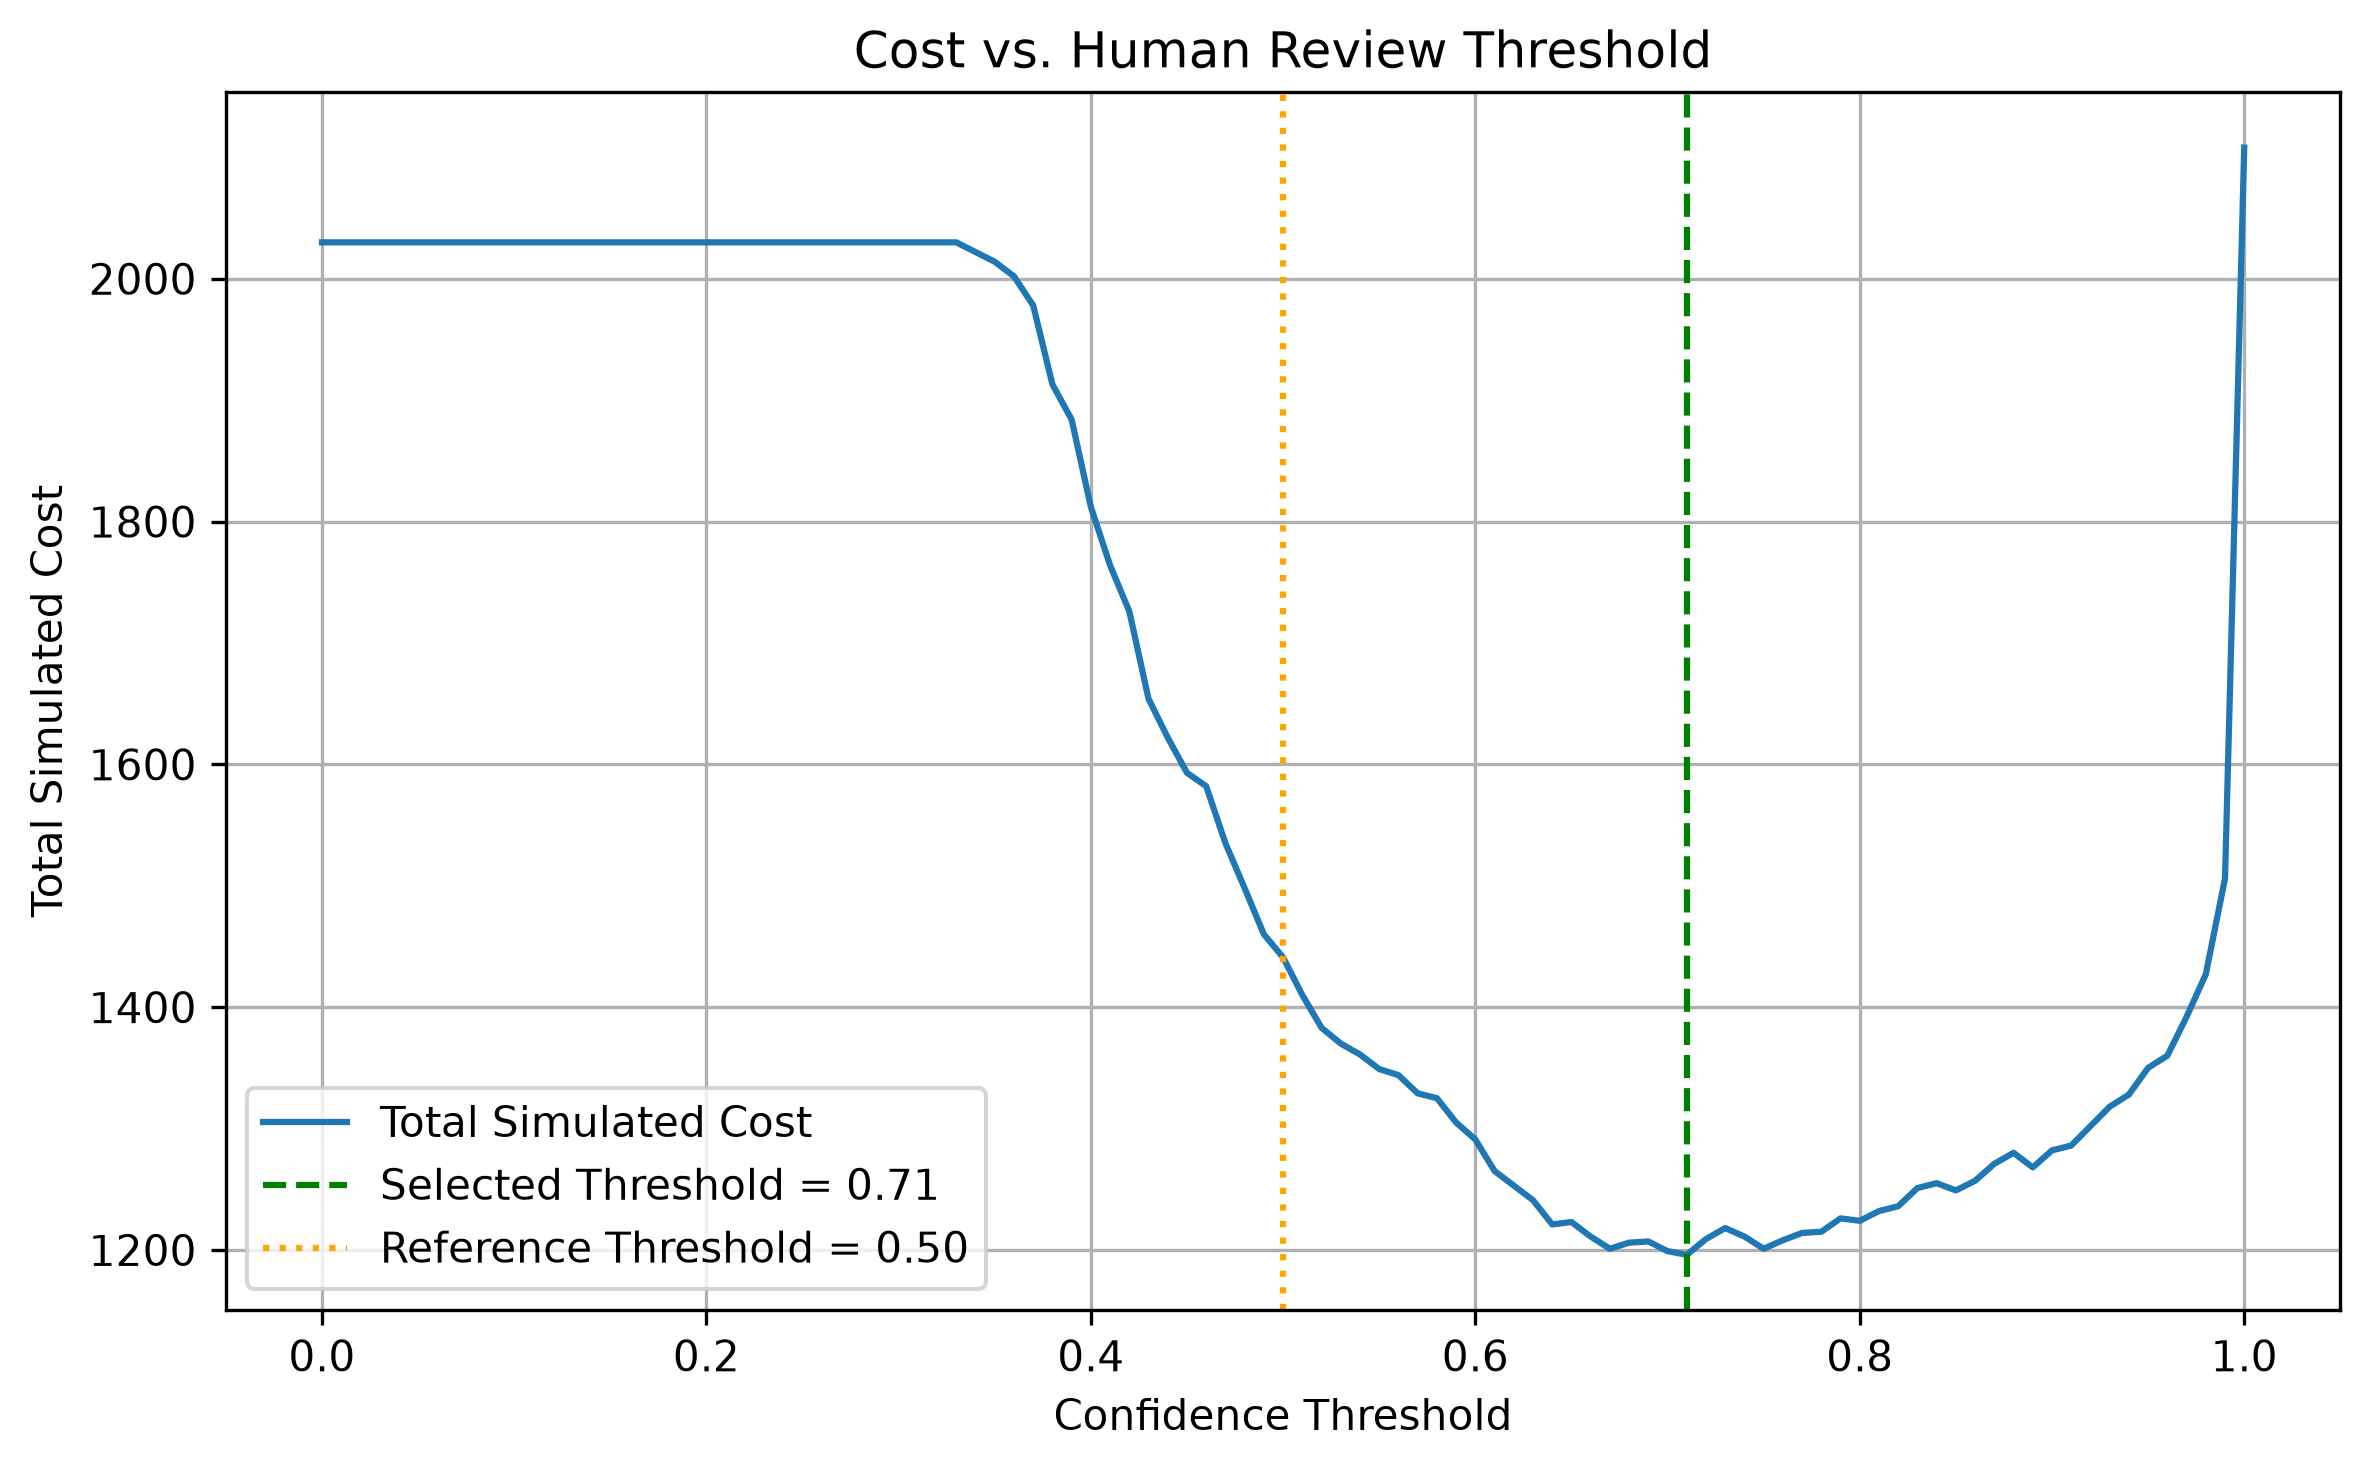 Cost vs. Human Review Threshold
Total Simulated Cost
2000
1800
1600
1400
1200
Total Simulated Cost
Selected Threshold = 0.71
Reference Threshold = 0.50
0.0 0.2 0.4 0.6 0.8 1.0
Confidence Threshold